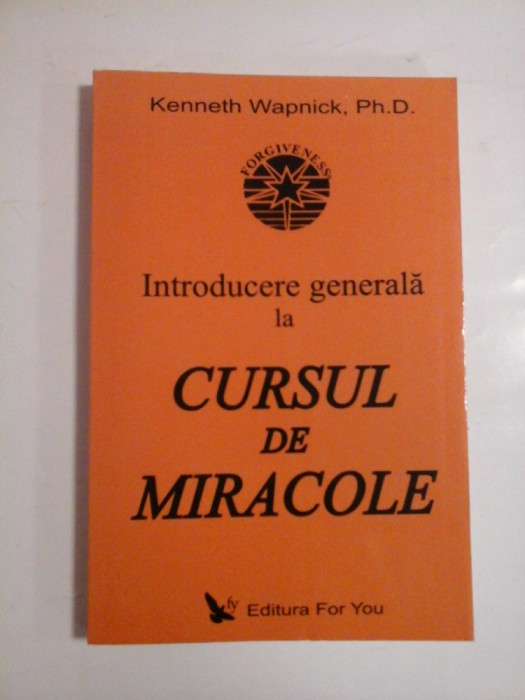 Kenneth Wapnick, Ph.D.
FORGIVENESS
Introducere generală
la
CURSUL
DE
MIRACOLE
fy Editura For You